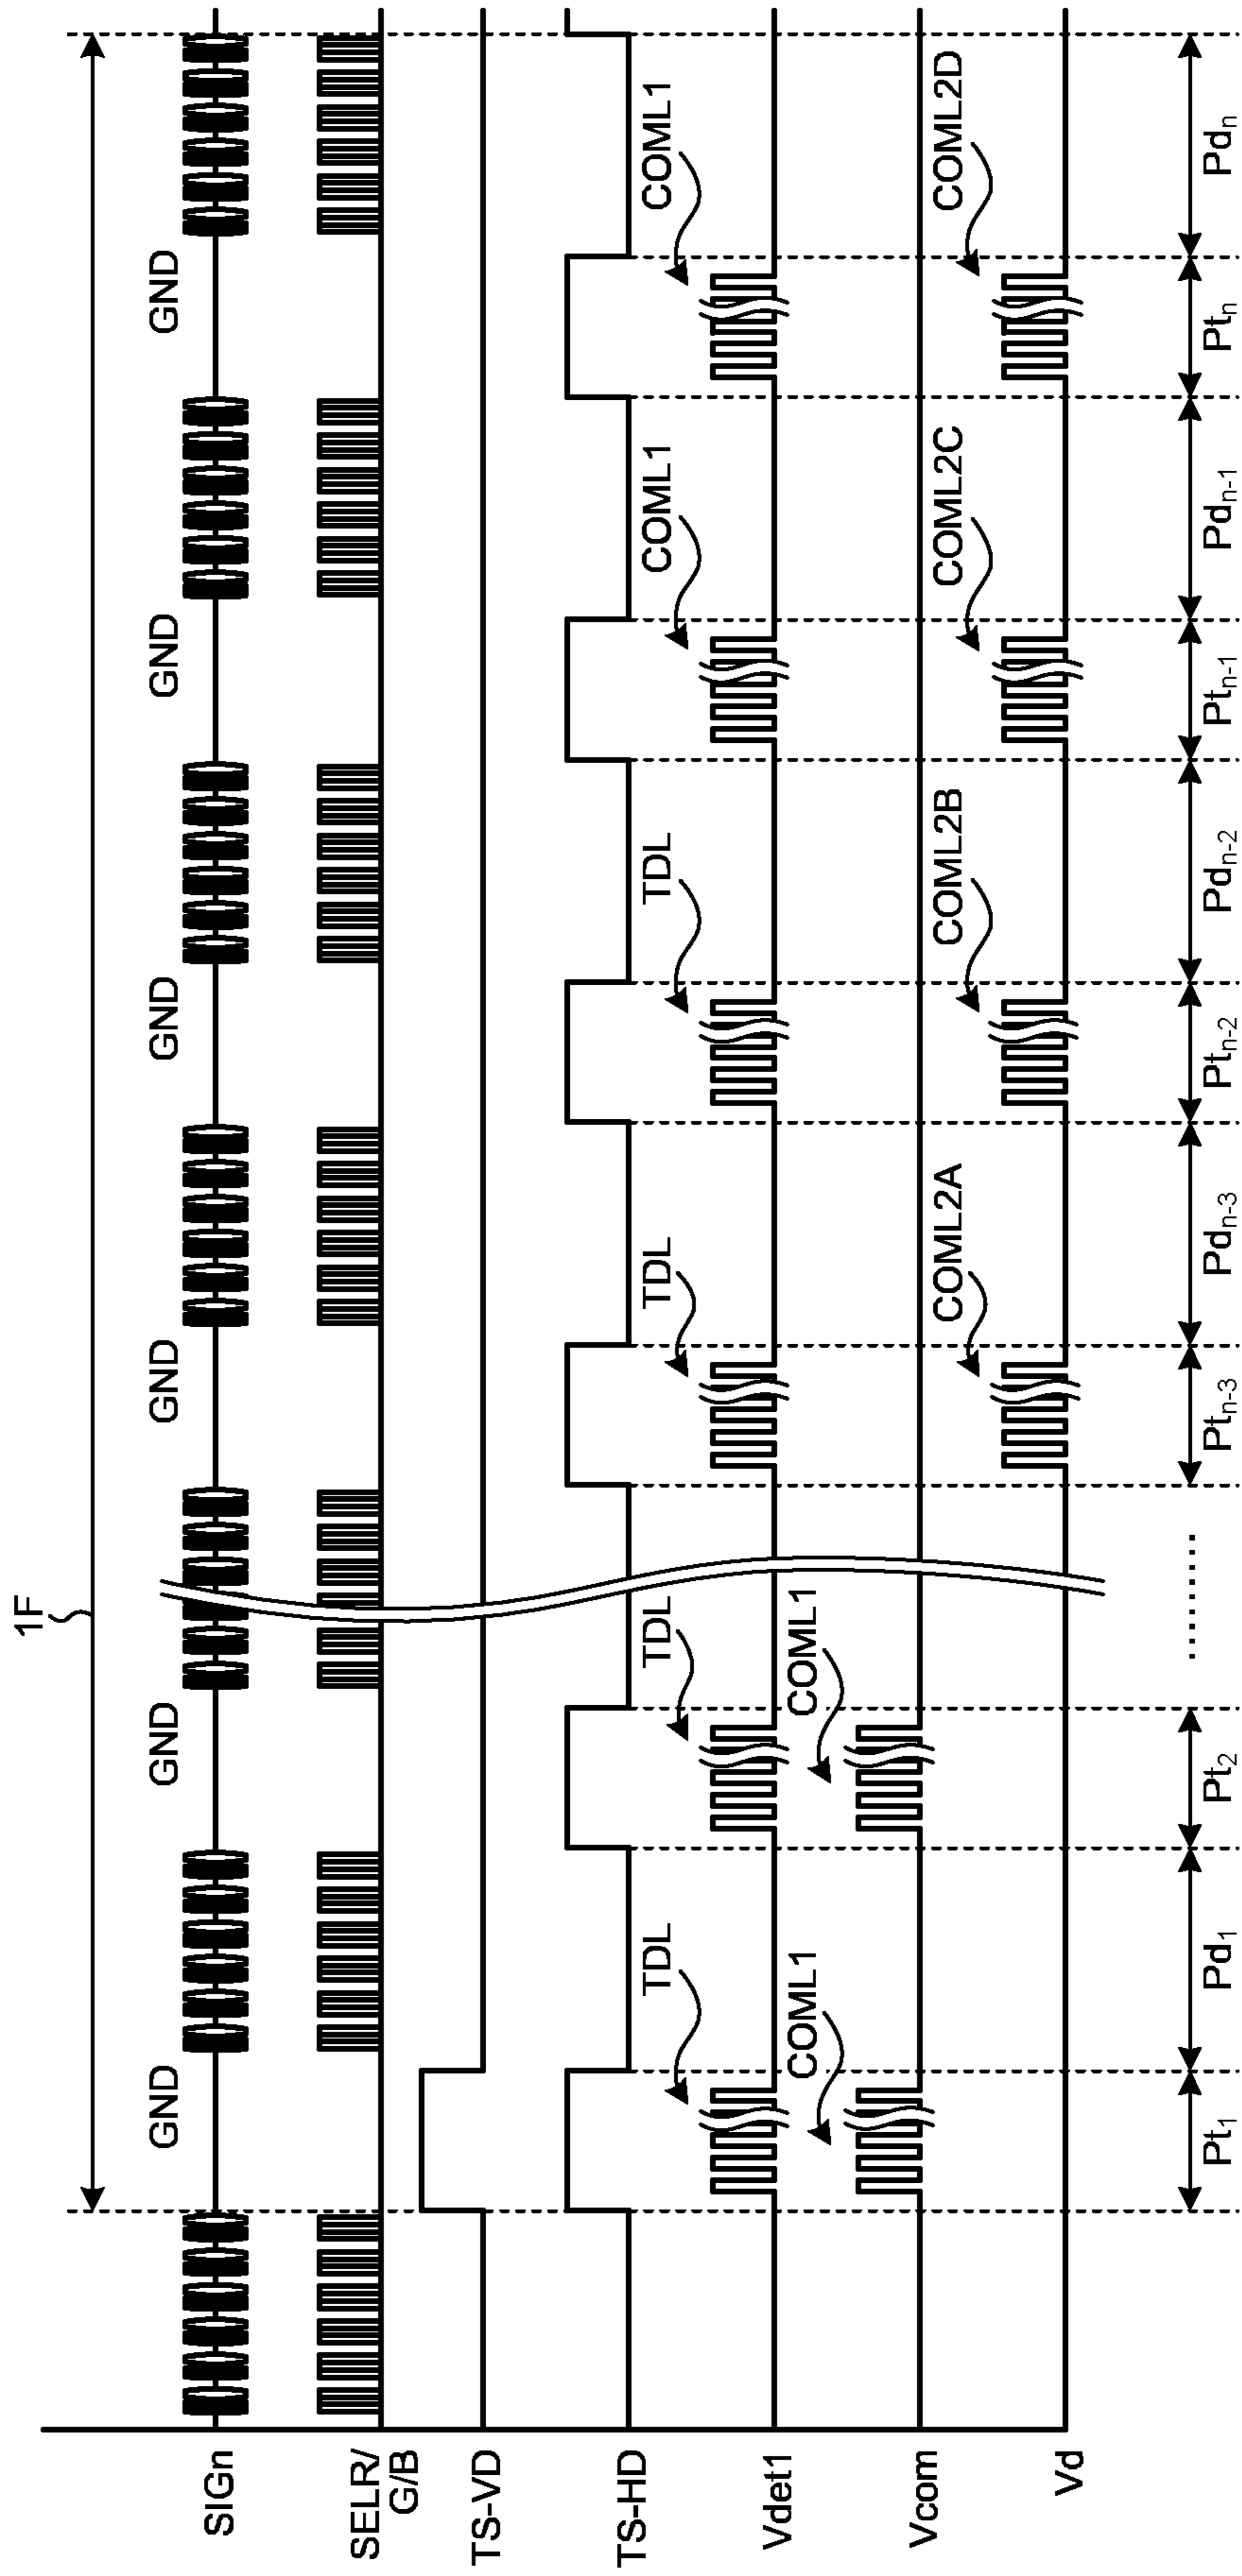 1F
SIGn
GND GND GND GND GND GND
SELR/
G/B
TS-VD
TS-HD
TDL TDL TDL TDL COML1 COML1
Vdet1
COML1 COML1
Vcom
COML2A COML2B COML2C COML2D
Vd
Pt1 Pd1 Pt2 ········ Ptn-3 Pdn-3 Ptn-2 Pdn-2 Ptn-1 Pdn-1 Ptn Pdn